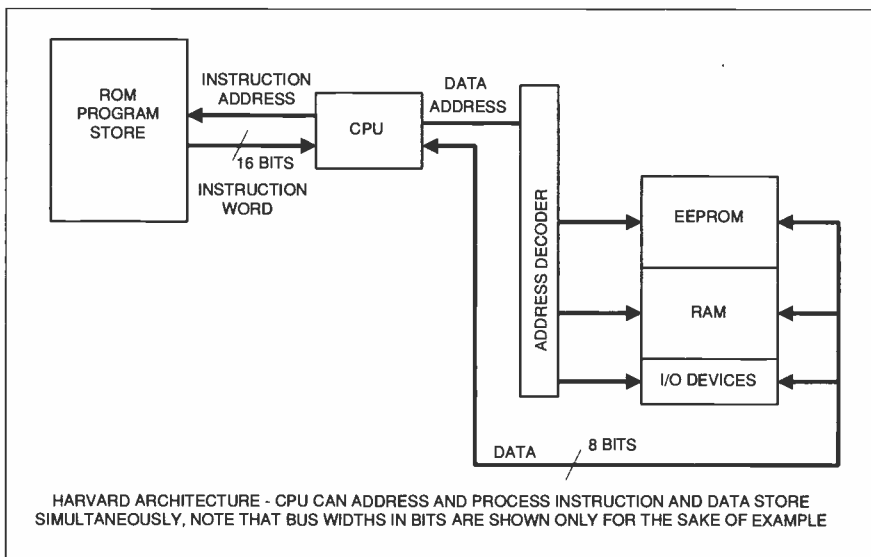 ROM
PROGRAM
STORE
INSTRUCTION
ADDRESS
16 BITS
INSTRUCTION
WORD
CPU
DATA
ADDRESS
ADDRESS DECODER
EEPROM
RAM
I/O DEVICES
DATA
8 BITS
HARVARD ARCHITECTURE - CPU CAN ADDRESS AND PROCESS INSTRUCTION AND DATA STORE
SIMULTANEOUSLY, NOTE THAT BUS WIDTHS IN BITS ARE SHOWN ONLY FOR THE SAKE OF EXAMPLE